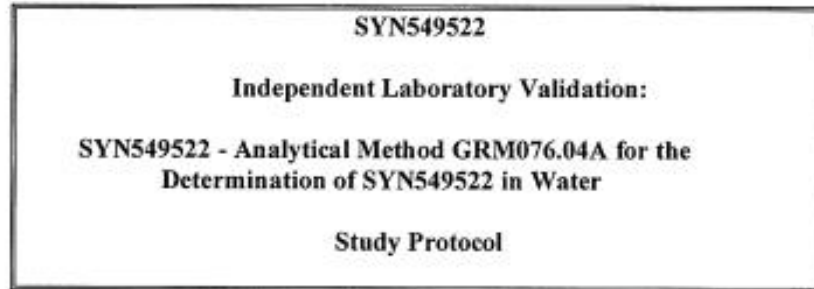 SYN549522
Independent Laboratory Validation:
SYN549522 - Analytical Method GRM076.04A for the
Determination of SYN549522 in Water
Study Protocol